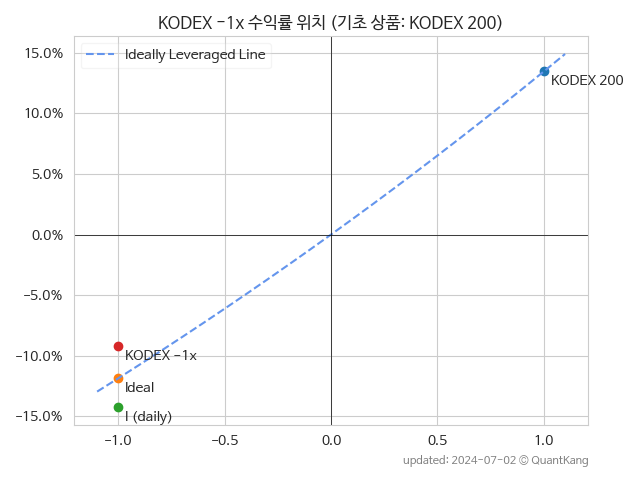 KODEX -1x 수익률 위치 (기초 상품: KODEX 200)
15.0%
Ideally Leveraged Line
KODEX 200
10.0%
5.0%
0.0%
-5.0%
KODEX -1x
-10.0%
Ideal
I (daily)
-15.0%
-1.0
-0.5
0.0
0.5
1.0
updated: 2024-07-02 © QuantKang